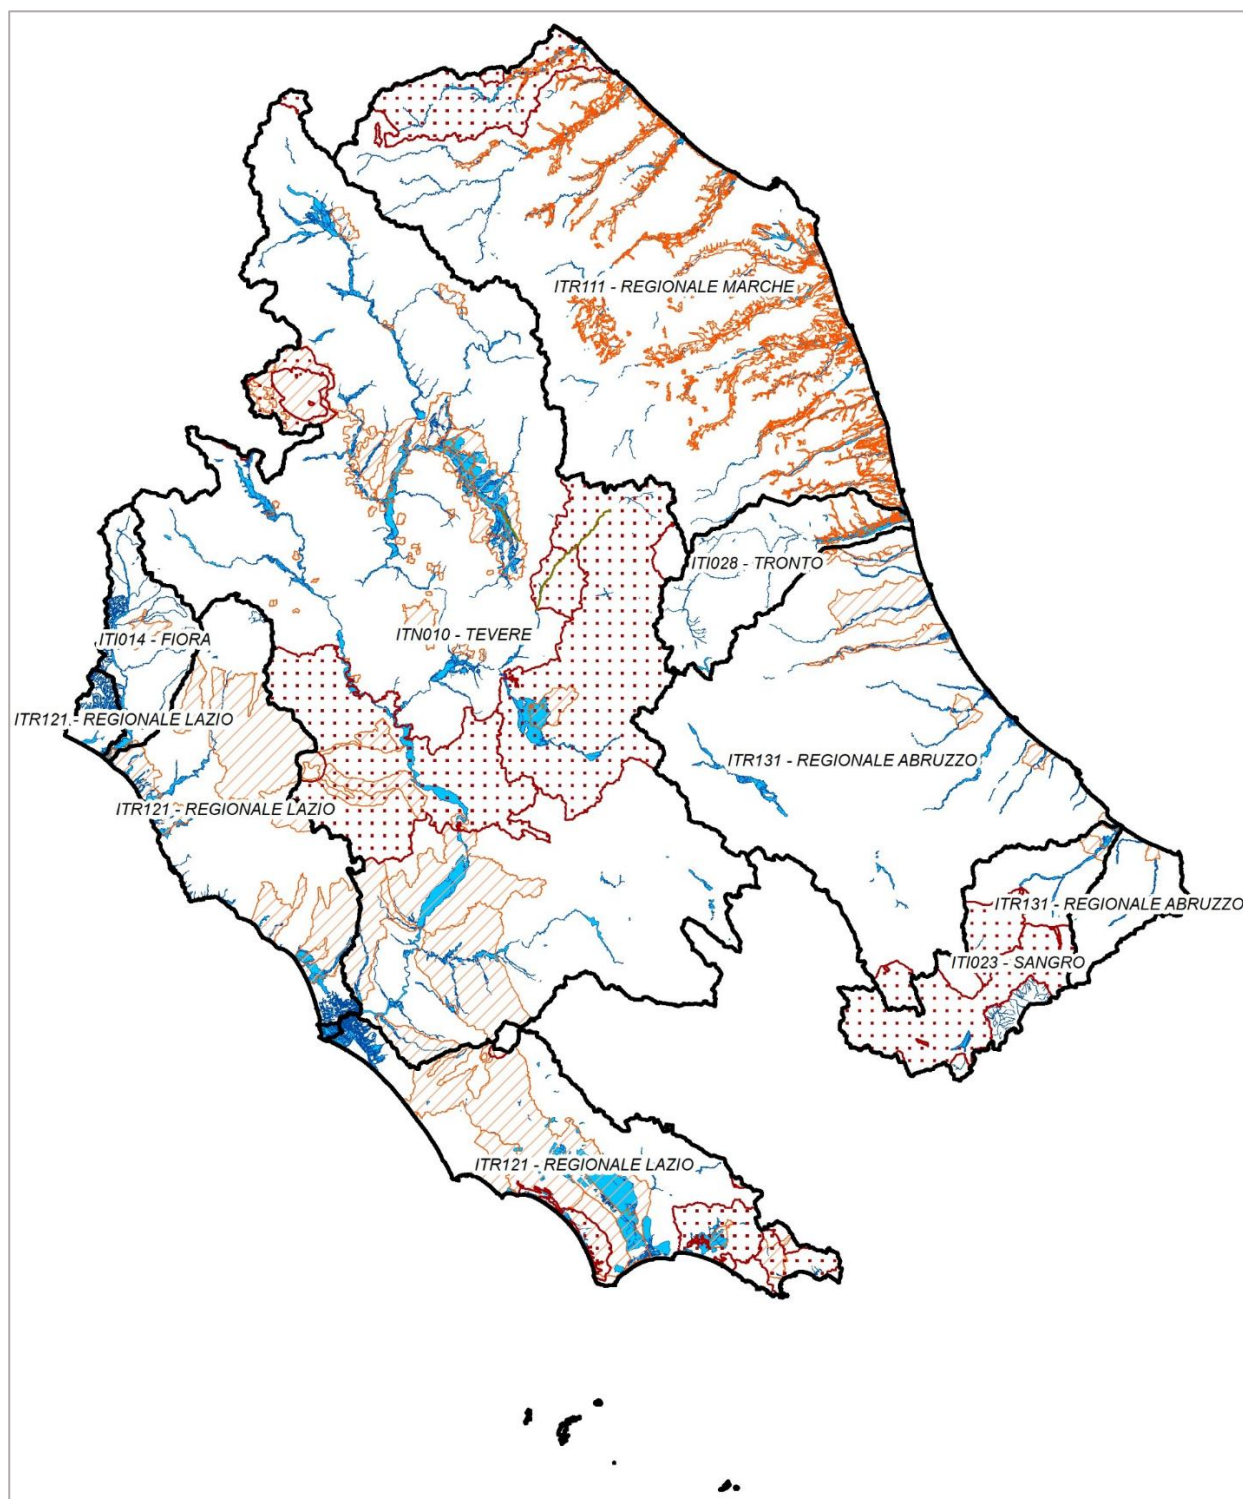 ITR111 - REGIONALE MARCHE
ITI028 - TRONTO
ITN010 - TEVERE
ITI014 - FIORA
ITR121 - REGIONALE LAZIO
ITR131 - REGIONALE ABRUZZO
ITR121 - REGIONALE LAZIO
ITR131 - REGIONALE ABRUZZO
ITI023 - SANGRO
ITR121 - REGIONALE LAZIO